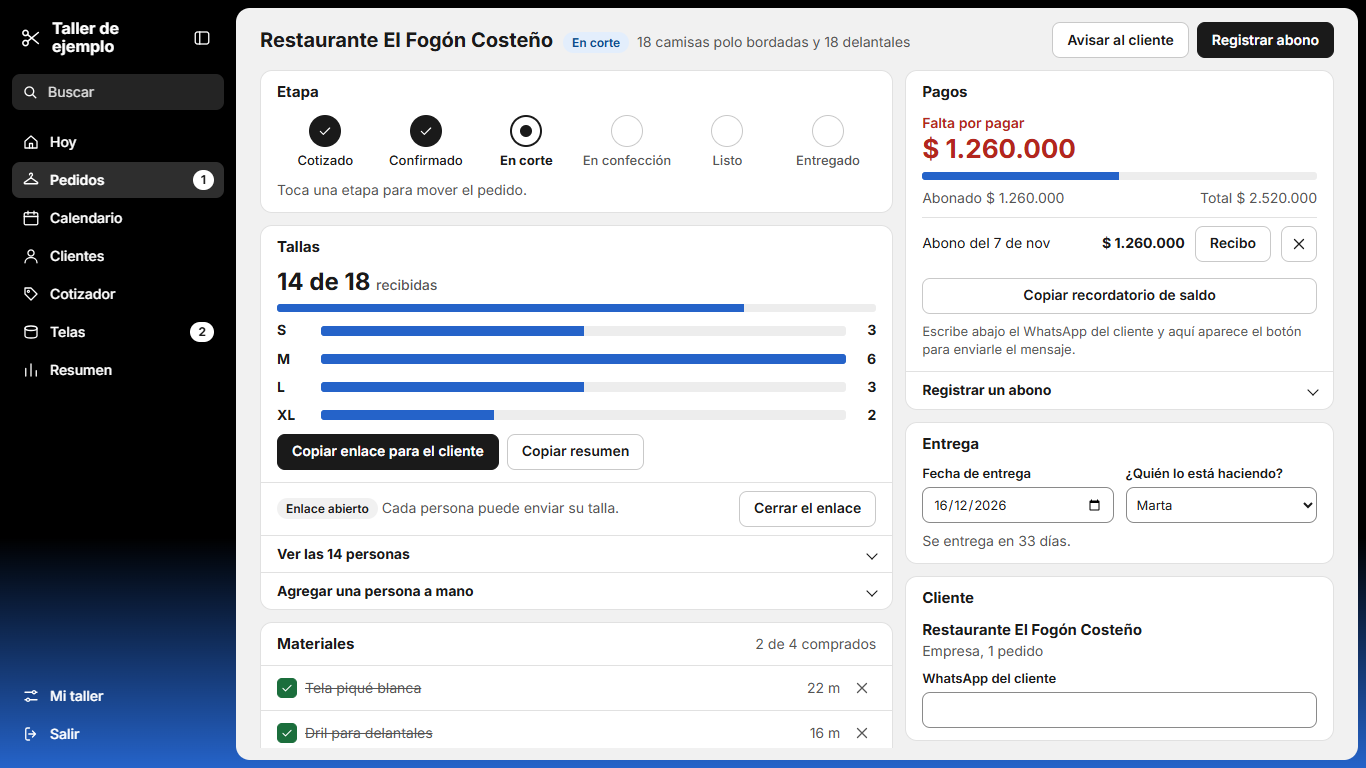 Taller de
ejemplo
Buscar
Hoy
Pedidos 1
Calendario
Clientes
Cotizador
Telas 2
Resumen
Mi taller
Salir
Restaurante El Fogón Costeño En corte 18 camisas polo bordadas y 18 delantales
Avisar al cliente Registrar abono
Etapa
Cotizado Confirmado En corte En confección Listo Entregado
Toca una etapa para mover el pedido.
Tallas
14 de 18 recibidas
S 3
M 6
L 3
XL 2
Copiar enlace para el cliente Copiar resumen
Enlace abierto Cada persona puede enviar su talla. Cerrar el enlace
Ver las 14 personas
Agregar una persona a mano
Materiales 2 de 4 comprados
Tela piqué blanca 22 m
Dril para delantales 16 m
Pagos
Falta por pagar
$ 1.260.000
Abonado $ 1.260.000 Total $ 2.520.000
Abono del 7 de nov $ 1.260.000 Recibo
Copiar recordatorio de saldo
Escribe abajo el WhatsApp del cliente y aquí aparece el botón
para enviarle el mensaje.
Registrar un abono
Entrega
Fecha de entrega ¿Quién lo está haciendo?
16/12/2026 Marta
Se entrega en 33 días.
Cliente
Restaurante El Fogón Costeño
Empresa, 1 pedido
WhatsApp del cliente